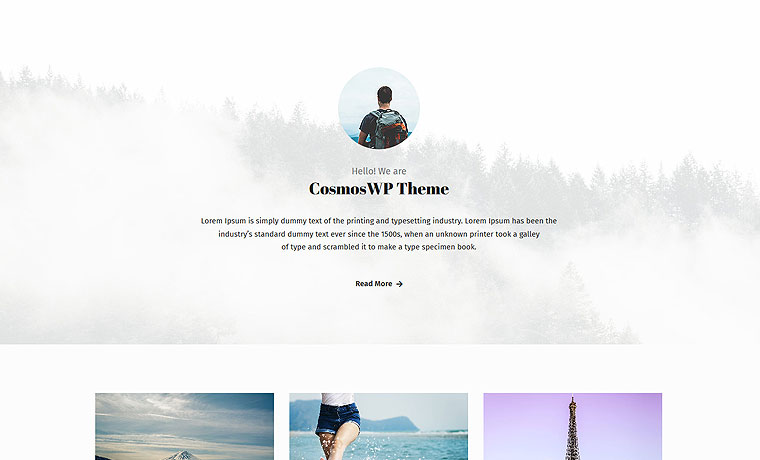 Hello! We are
CosmosWP Theme
Lorem Ipsum is simply dummy text of the printing and typesetting industry. Lorem Ipsum has been the
industry's standard dummy text ever since the 1500s, when an unknown printer took a galley
of type and scrambled it to make a type specimen book.
Read More →